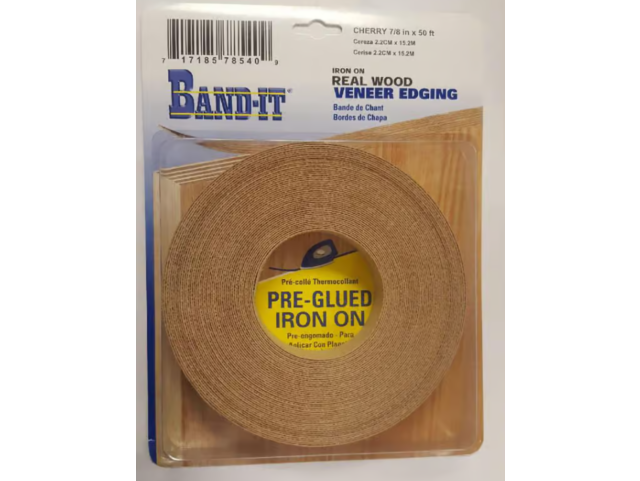 CHERRY 7/8 in x 50 ft
Cereza 2.2CM x 15.2M
Cerise 2.2CM x 15.2M
7 17185 78540 9
IRON ON
REAL WOOD
VENEER EDGING
BAND-IT®
Bande de Chant
Bordes de Chapa
Pré-collé Thermocollant
PRE-GLUED
IRON ON
Pre-engomado - Para
Aplicar Con